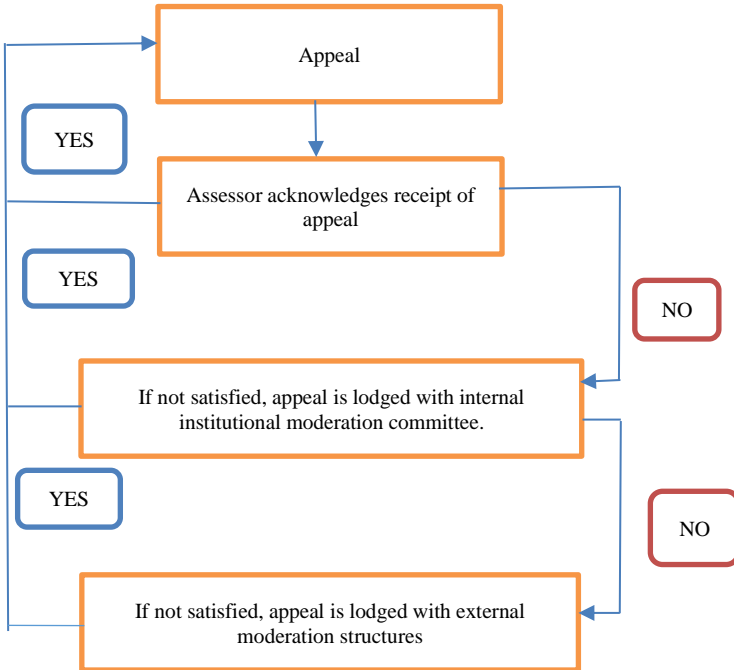 Appeal
YES
Assessor acknowledges receipt of
appeal
YES
NO
If not satisfied, appeal is lodged with internal
institutional moderation committee.
YES
NO
If not satisfied, appeal is lodged with external
moderation structures